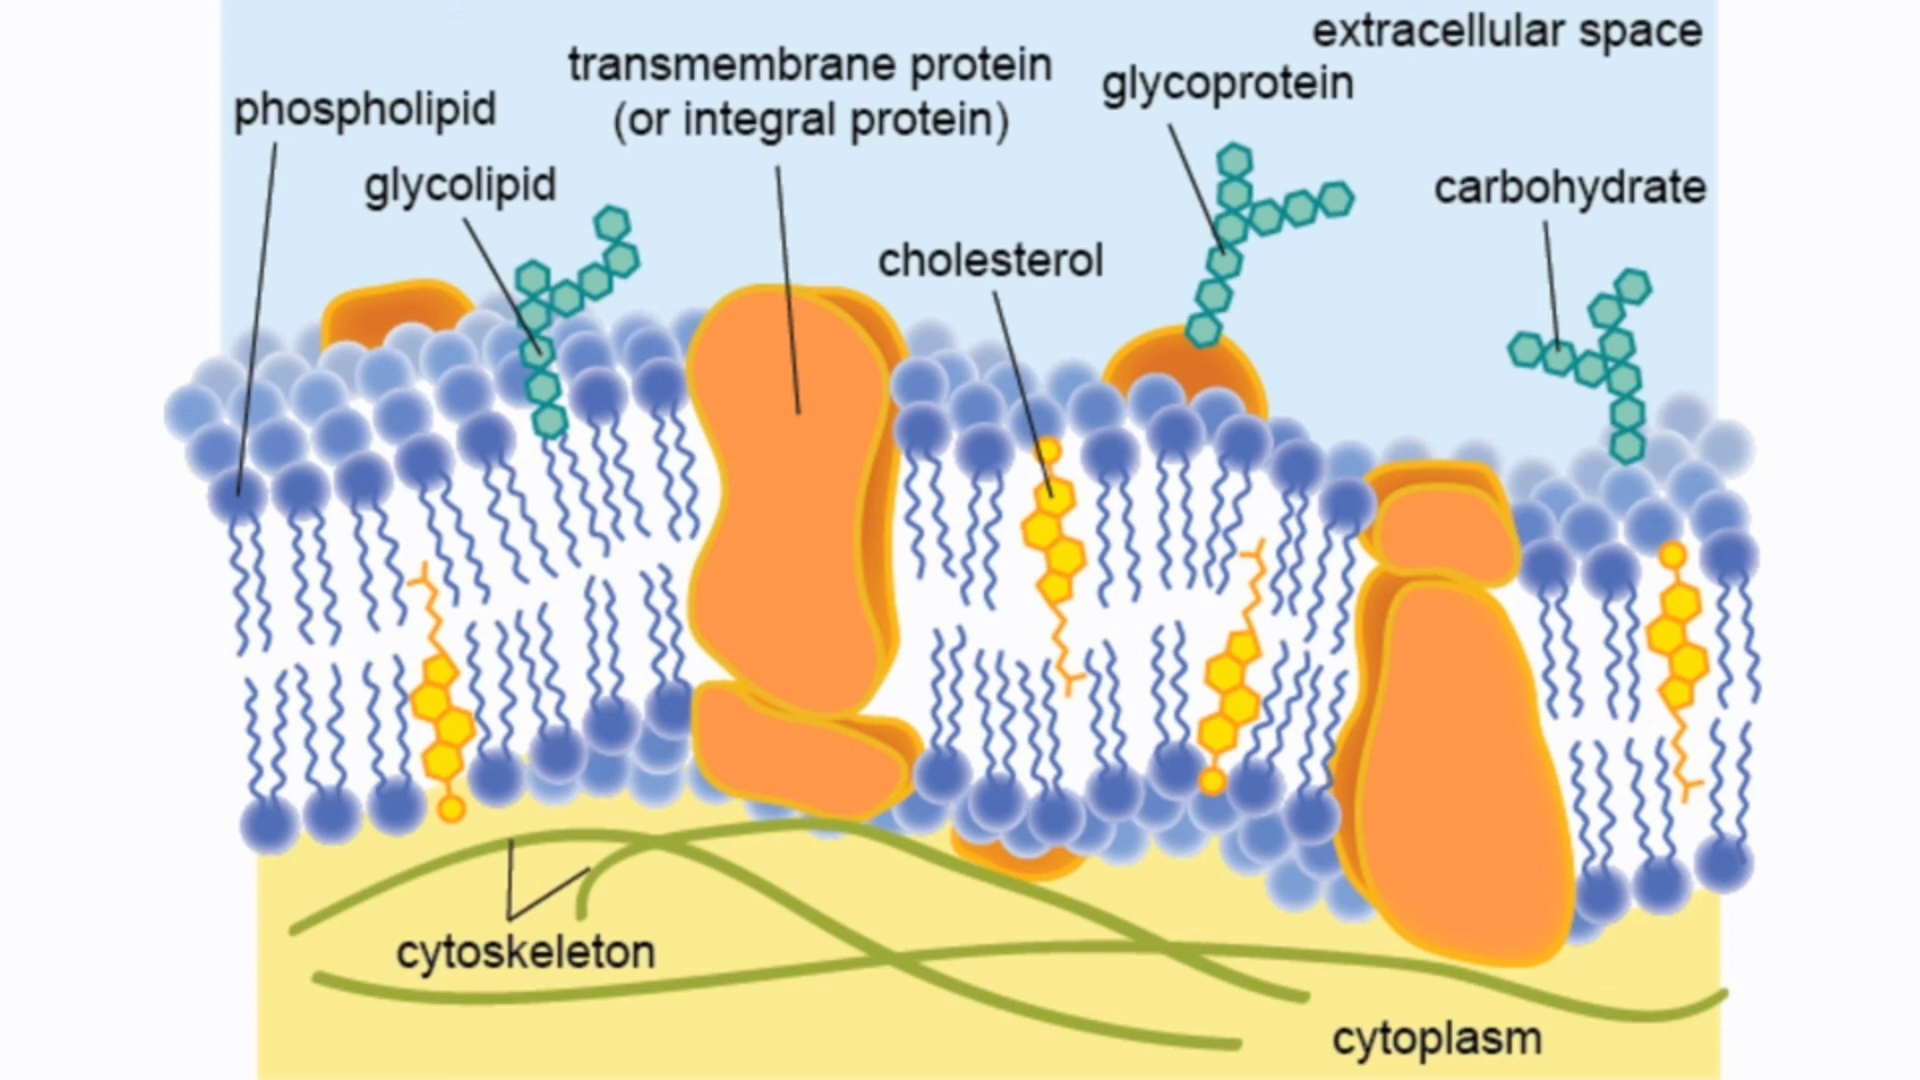 extracellular space
transmembrane protein
(or integral protein)
glycoprotein
phospholipid
glycolipid
carbohydrate
cholesterol
cytoskeleton
cytoplasm